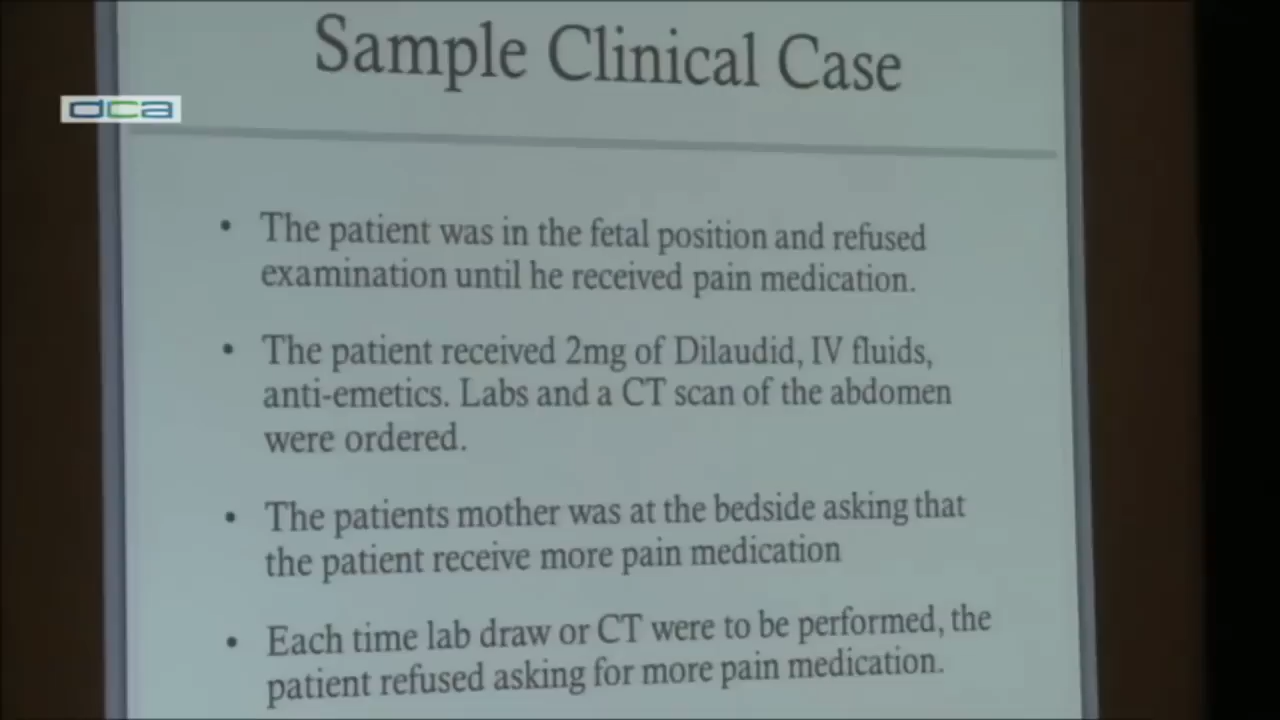 Sample Clinical Case
dca
• The patient was in the fetal position and refused
examination until he received pain medication.
• The patient received 2mg of Dilaudid, IV fluids,
anti-emetics. Labs and a CT scan of the abdomen
were ordered.
• The patients mother was at the bedside asking that
the patient receive more pain medication
• Each time lab draw or CT were to be performed, the
patient refused asking for more pain medication.